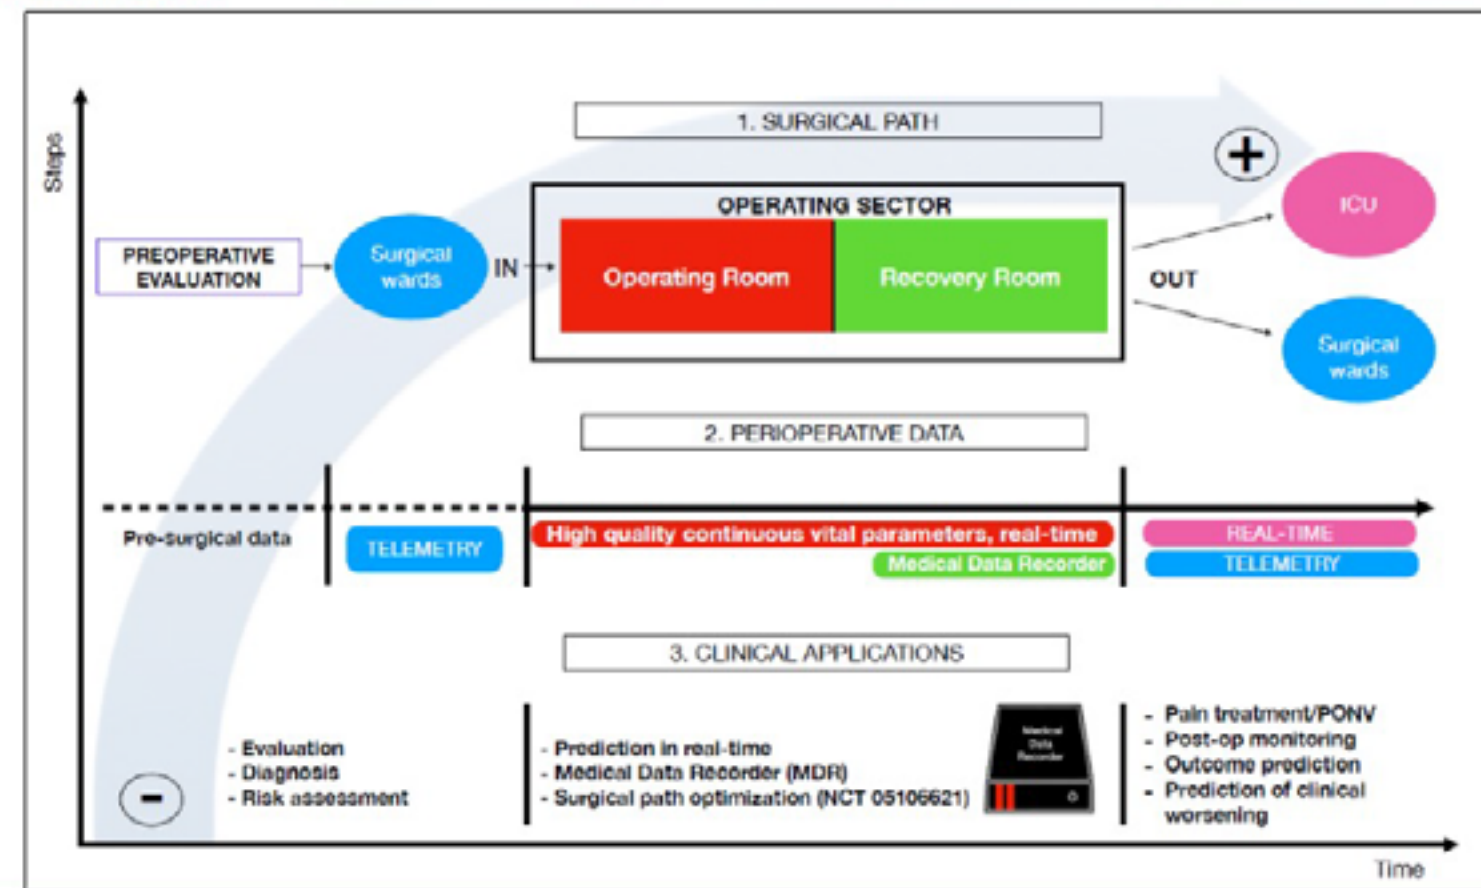 Steps
1. SURGICAL PATH
+
OPERATING SECTOR
PREOPERATIVE
EVALUATION
Surgical
wards
IN
Operating Room
Recovery Room
OUT
ICU
Surgical
wards
2. PERIOPERATIVE DATA
Pre-surgical data
TELEMETRY
High quality continuous vital parameters, real-time
Medical Data Recorder
REAL-TIME
TELEMETRY
3. CLINICAL APPLICATIONS
-
- Evaluation
- Diagnosis
- Risk assessment
- Prediction in real-time
- Medical Data Recorder (MDR)
- Surgical path optimization (NCT 05106621)
Medical
Data
Recorder
- Pain treatment/PONV
- Post-op monitoring
- Outcome prediction
- Prediction of clinical
worsening
Time